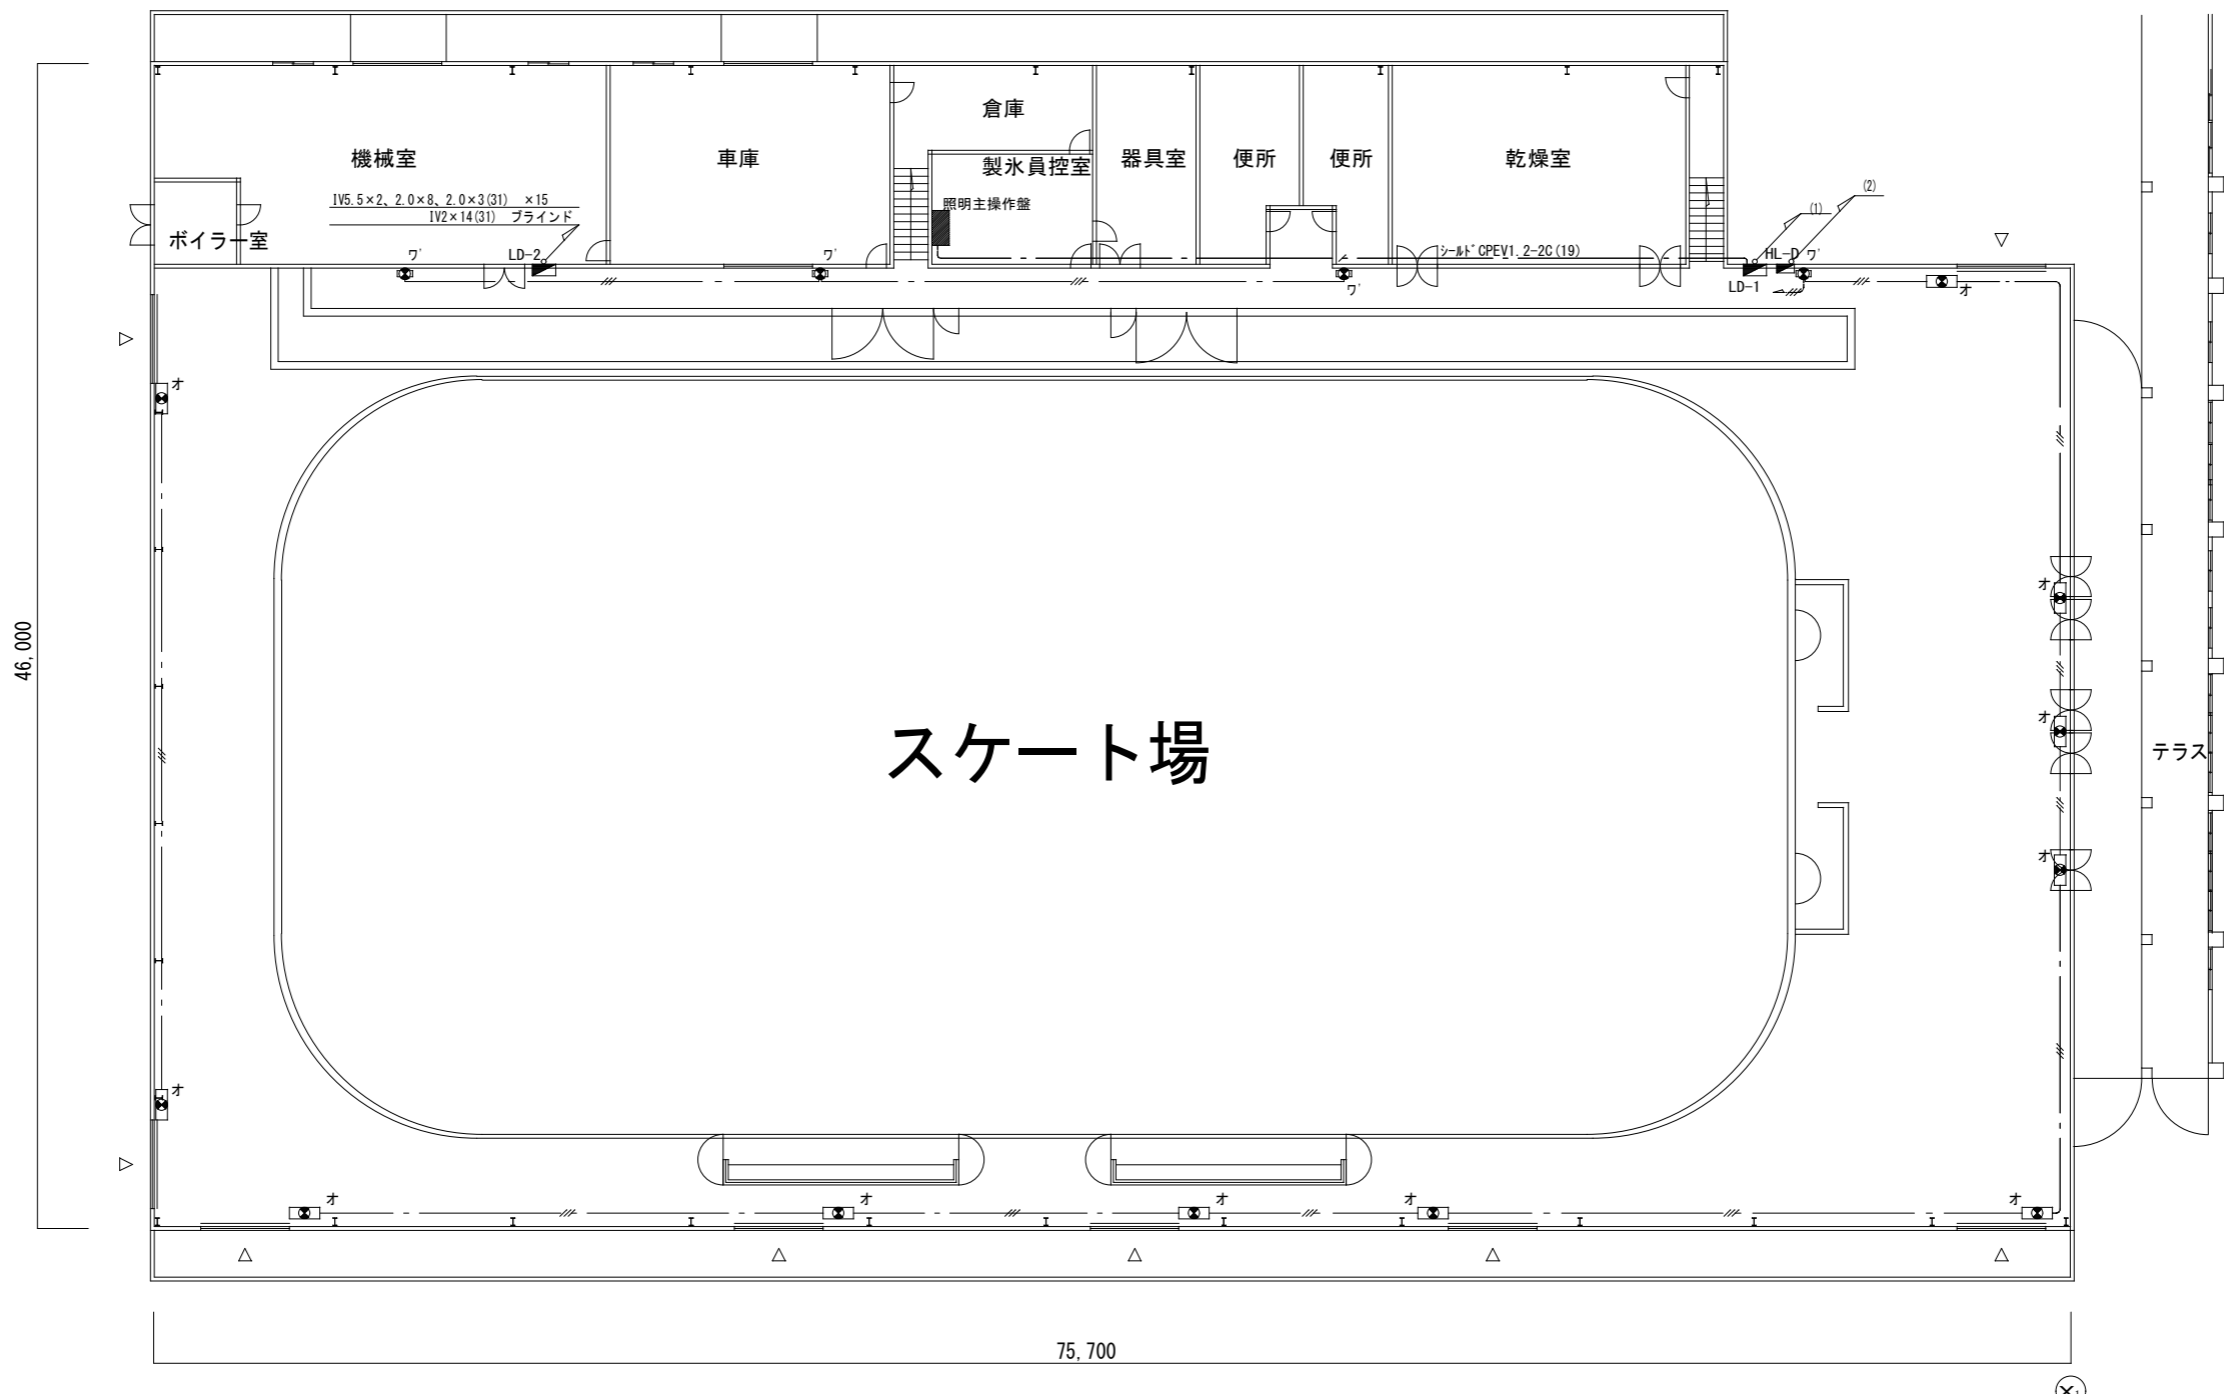 倉庫
機械室
車庫
製氷員控室
器具室
便所
便所
乾燥室
(1)
(2)
IV5.5×2、2.0×8、2.0×3(31) ×15
IV2×14(31) ブラインド
照明主操作盤
ボイラー室
LD-2
ワ'
ワ'
ワ'
シールド CPEV1.2-2C(19)
HL-D
ワ'
LD-1
オ
オ
オ
46,000
オ
スケート場
テラス
オ
オ
オ
オ
オ
オ
オ
75,700